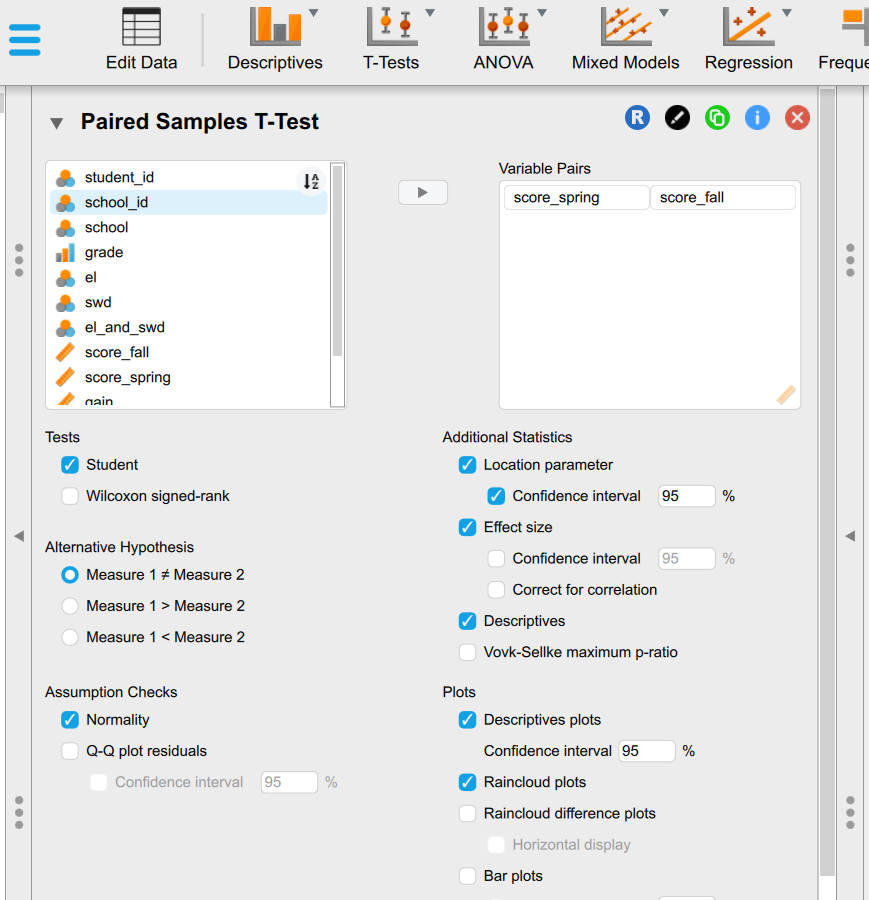 Edit Data
Descriptives
T-Tests
ANOVA
Mixed Models
Regression
Freque
Paired Samples T-Test
R
i
student_id
A
Z
school_id
school
grade
el
swd
el_and_swd
score_fall
score_spring
gain
Variable Pairs
score_spring score_fall
Tests
Student
Wilcoxon signed-rank
Alternative Hypothesis
Measure 1 ≠ Measure 2
Measure 1 > Measure 2
Measure 1 < Measure 2
Assumption Checks
Normality
Q-Q plot residuals
Confidence interval 95 %
Additional Statistics
Location parameter
Confidence interval 95 %
Effect size
Confidence interval 95 %
Correct for correlation
Descriptives
Vovk-Sellke maximum p-ratio
Plots
Descriptives plots
Confidence interval 95 %
Raincloud plots
Raincloud difference plots
Horizontal display
Bar plots